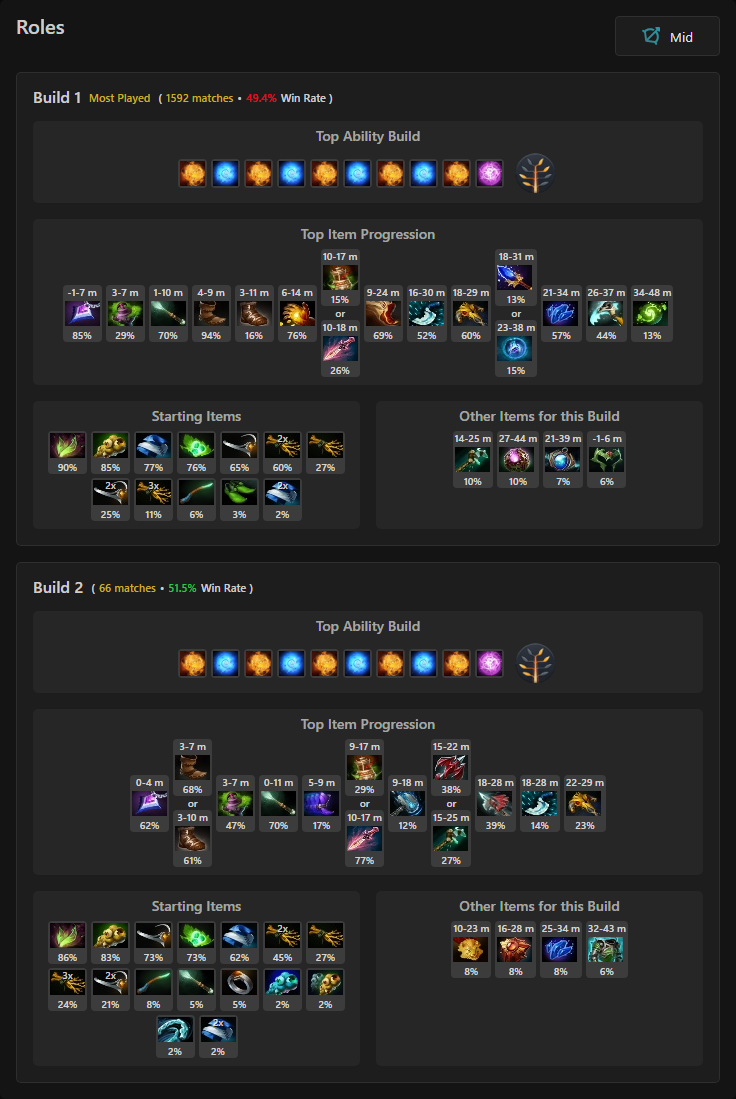 Roles
Mid
Build 1 Most Played ( 1592 matches • 49.4% Win Rate )
Top Ability Build
Top Item Progression
10-17 m 18-31 m
-1-7 m 3-7 m 1-10 m 4-9 m 3-11 m 6-14 m 15% 9-24 m 16-30 m 18-29 m 13% 21-34 m 26-37 m 34-48 m
or or
10-18 m 23-38 m
85% 29% 70% 94% 16% 76% 69% 52% 60% 57% 44% 13%
26% 15%
Starting Items
90% 85% 77% 76% 65% 2x 60% 27%
2x 25% 3x 11% 6% 3% 2x 2%
Other Items for this Build
14-25 m 27-44 m 21-39 m -1-6 m
10% 10% 7% 6%
Build 2 ( 66 matches • 51.5% Win Rate )
Top Ability Build
Top Item Progression
3-7 m 9-17 m 15-22 m
0-4 m 68% 3-7 m 0-11 m 5-9 m 29% 9-18 m 38% 18-28 m 18-28 m 22-29 m
or or or
3-10 m 10-17 m 15-25 m
62% 47% 70% 17% 12% 39% 14% 23%
61% 77% 27%
Starting Items
86% 83% 73% 73% 62% 2x 45% 27%
3x 24% 2x 21% 8% 5% 5% 2% 2%
2% 2x 2%
Other Items for this Build
10-23 m 16-28 m 25-34 m 32-43 m
8% 8% 8% 6%